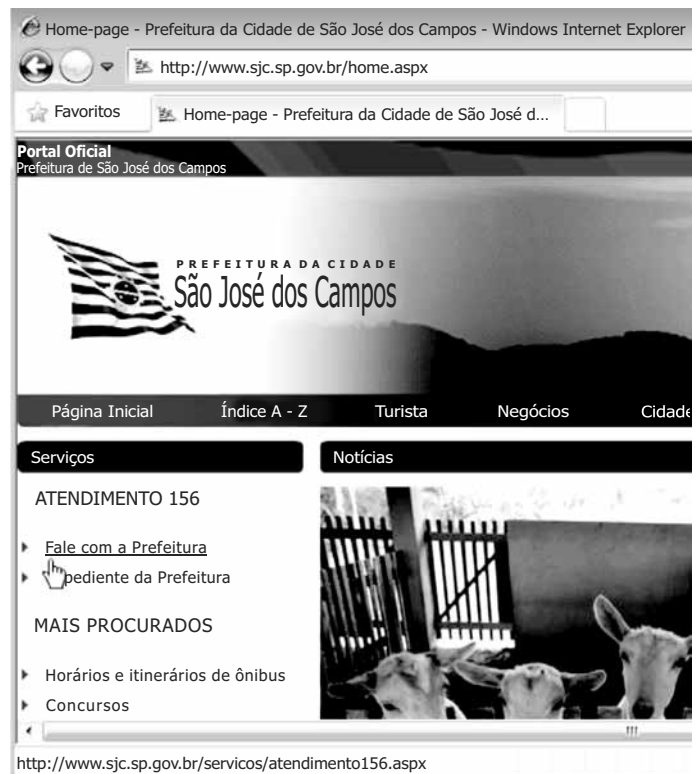 Home-page - Prefeitura da Cidade de São José dos Campos - Windows Internet Explorer
http://www.sjc.sp.gov.br/home.aspx
Favoritos
Home-page - Prefeitura da Cidade de São José d...
Portal Oficial
Prefeitura de São José dos Campos
PREFEITURA DA CIDADE
São José dos Campos
Página Inicial Índice A - Z Turista Negócios Cidade
Serviços
Notícias
ATENDIMENTO 156
Fale com a Prefeitura
pediente da Prefeitura
MAIS PROCURADOS
Horários e itinerários de ônibus
Concursos
http://www.sjc.sp.gov.br/servicos/atendimento156.aspx